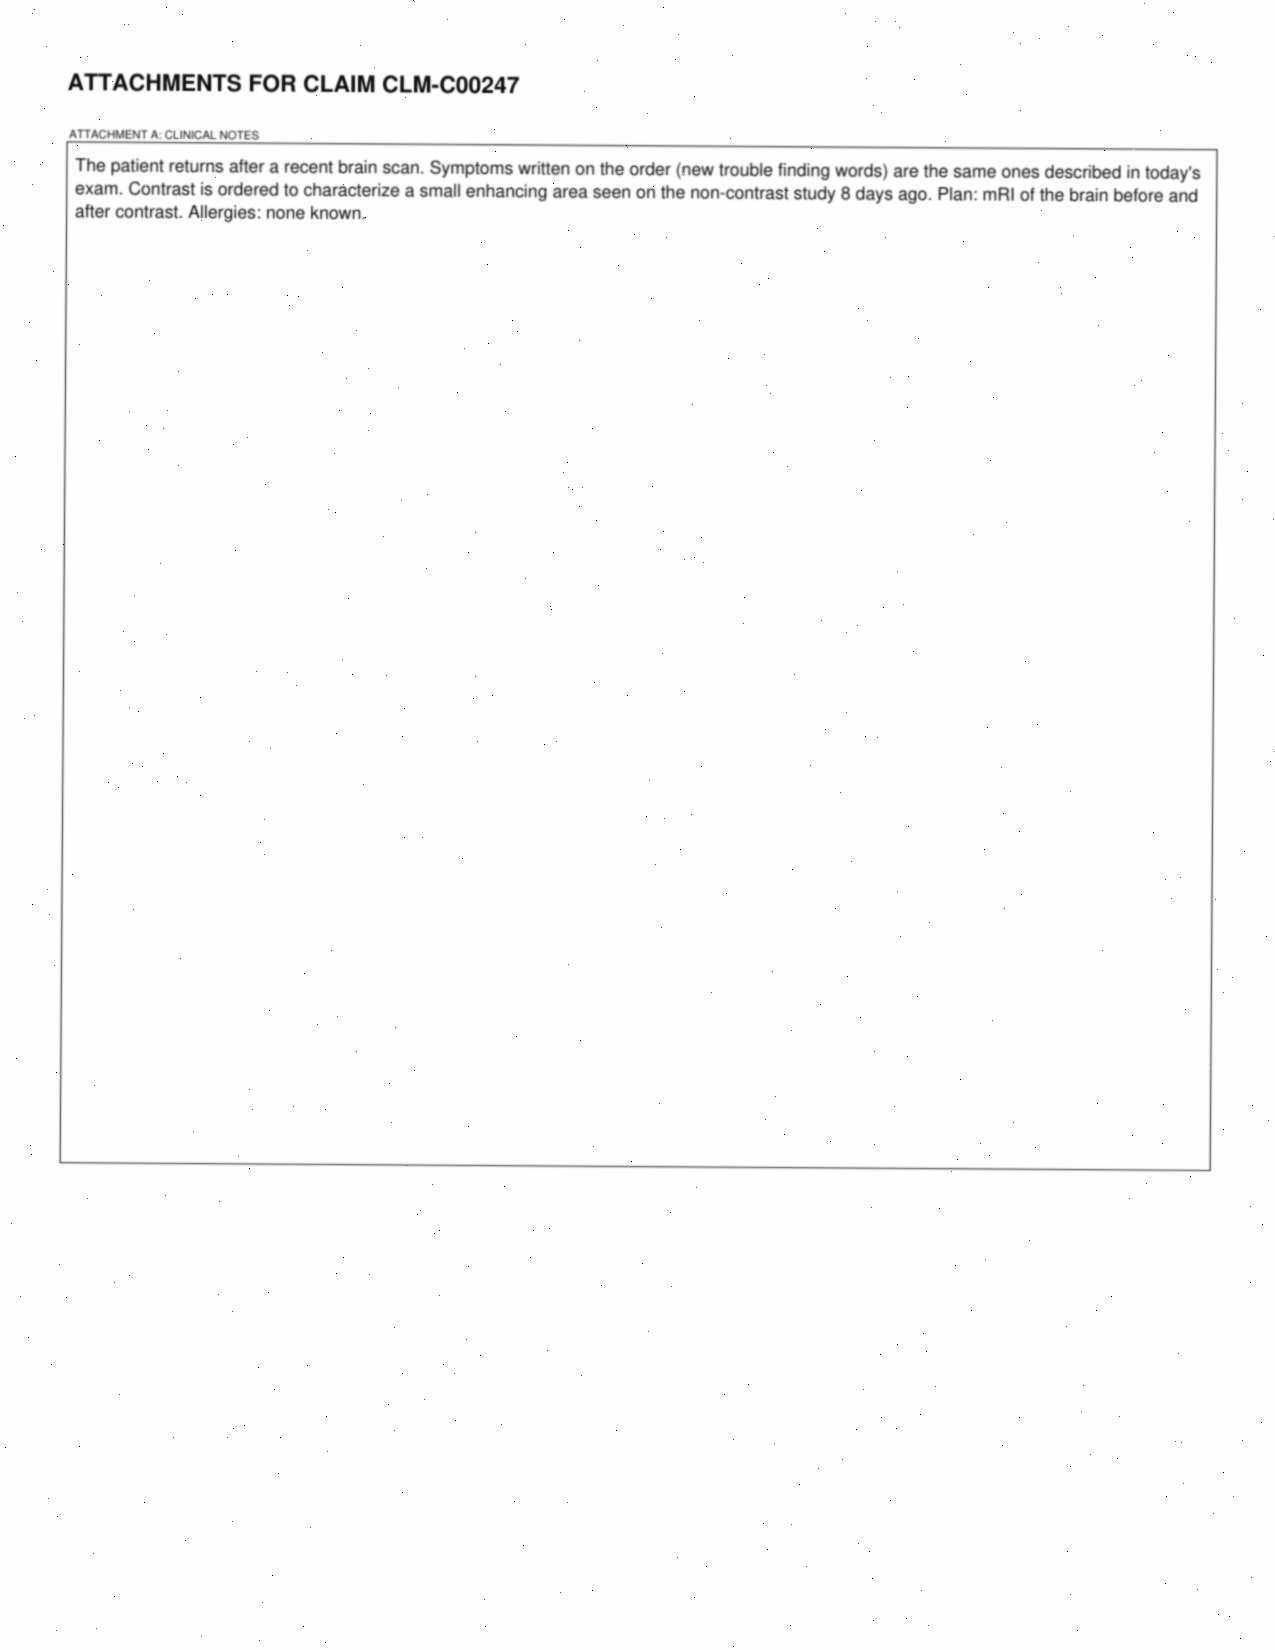 ATTACHMENTS FOR CLAIM CLM-C00247
ATTACHMENT A: CLINICAL NOTES
The patient returns after a recent brain scan. Symptoms written on the order (new trouble finding words) are the same ones described in today's
exam. Contrast is ordered to characterize a small enhancing area seen on the non-contrast study 8 days ago. Plan: mRI of the brain before and
after contrast. Allergies: none known.